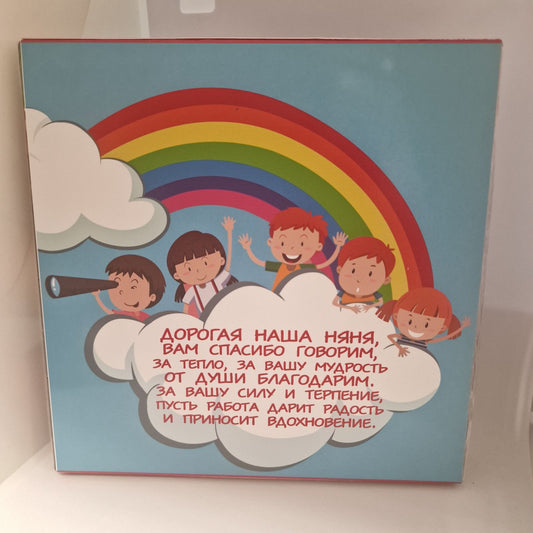 ДОРОГАЯ НАША НЯНЯ,
ВАМ СПАСИБО ГОВОРИМ,
ЗА ТЕПЛО, ЗА ВАШУ МУДРОСТЬ
ОТ ДУШИ БЛАГОДАРИМ.
ЗА ВАШУ СИЛУ И ТЕРПЕНИЕ,
ПУСТЬ РАБОТА ДАРИТ РАДОСТЬ
И ПРИНОСИТ ВДОХНОВЕНИЕ.